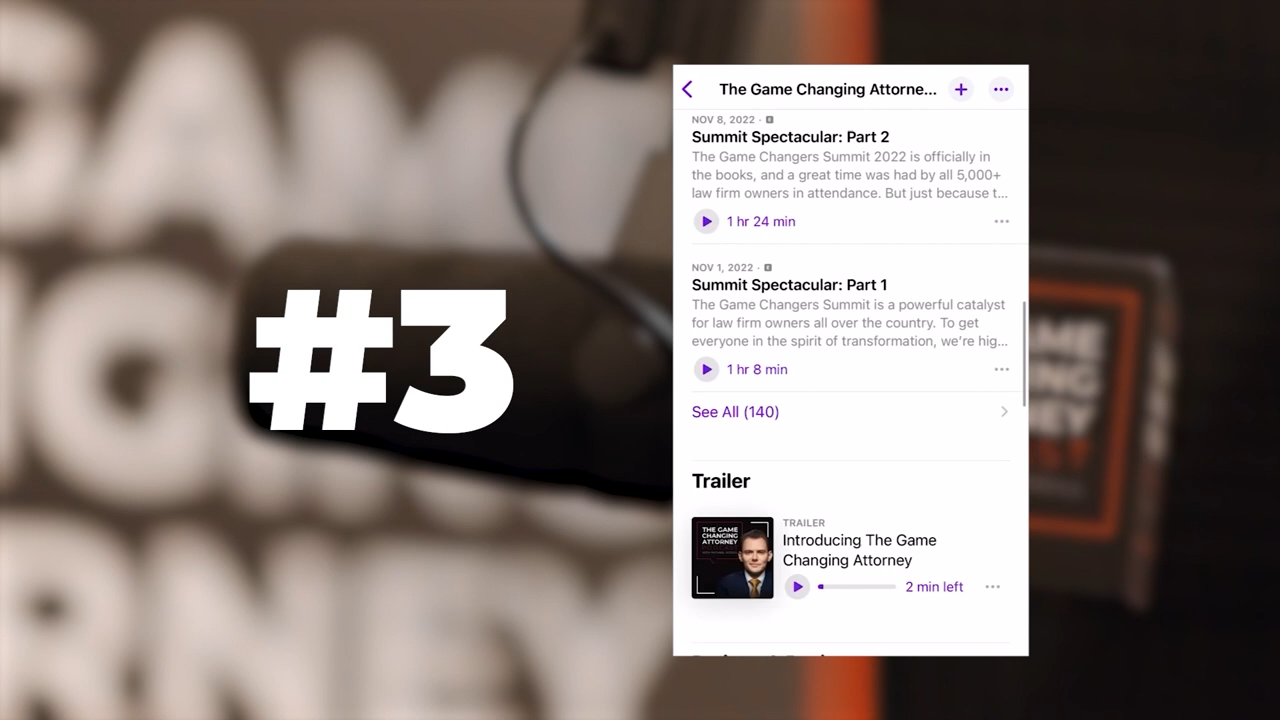 #3
The Game Changing Attorne...
NOV 8, 2022 · E
Summit Spectacular: Part 2
The Game Changers Summit 2022 is officially in
the books, and a great time was had by all 5,000+
law firm owners in attendance. But just because t...
1 hr 24 min
NOV 1, 2022 · E
Summit Spectacular: Part 1
The Game Changers Summit is a powerful catalyst
for law firm owners all over the country. To get
everyone in the spirit of transformation, we're hig...
1 hr 8 min
See All (140)
Trailer
THE GAME
CHANGING
ATTORNEY
TRAILER
Introducing The Game
Changing Attorney
2 min left